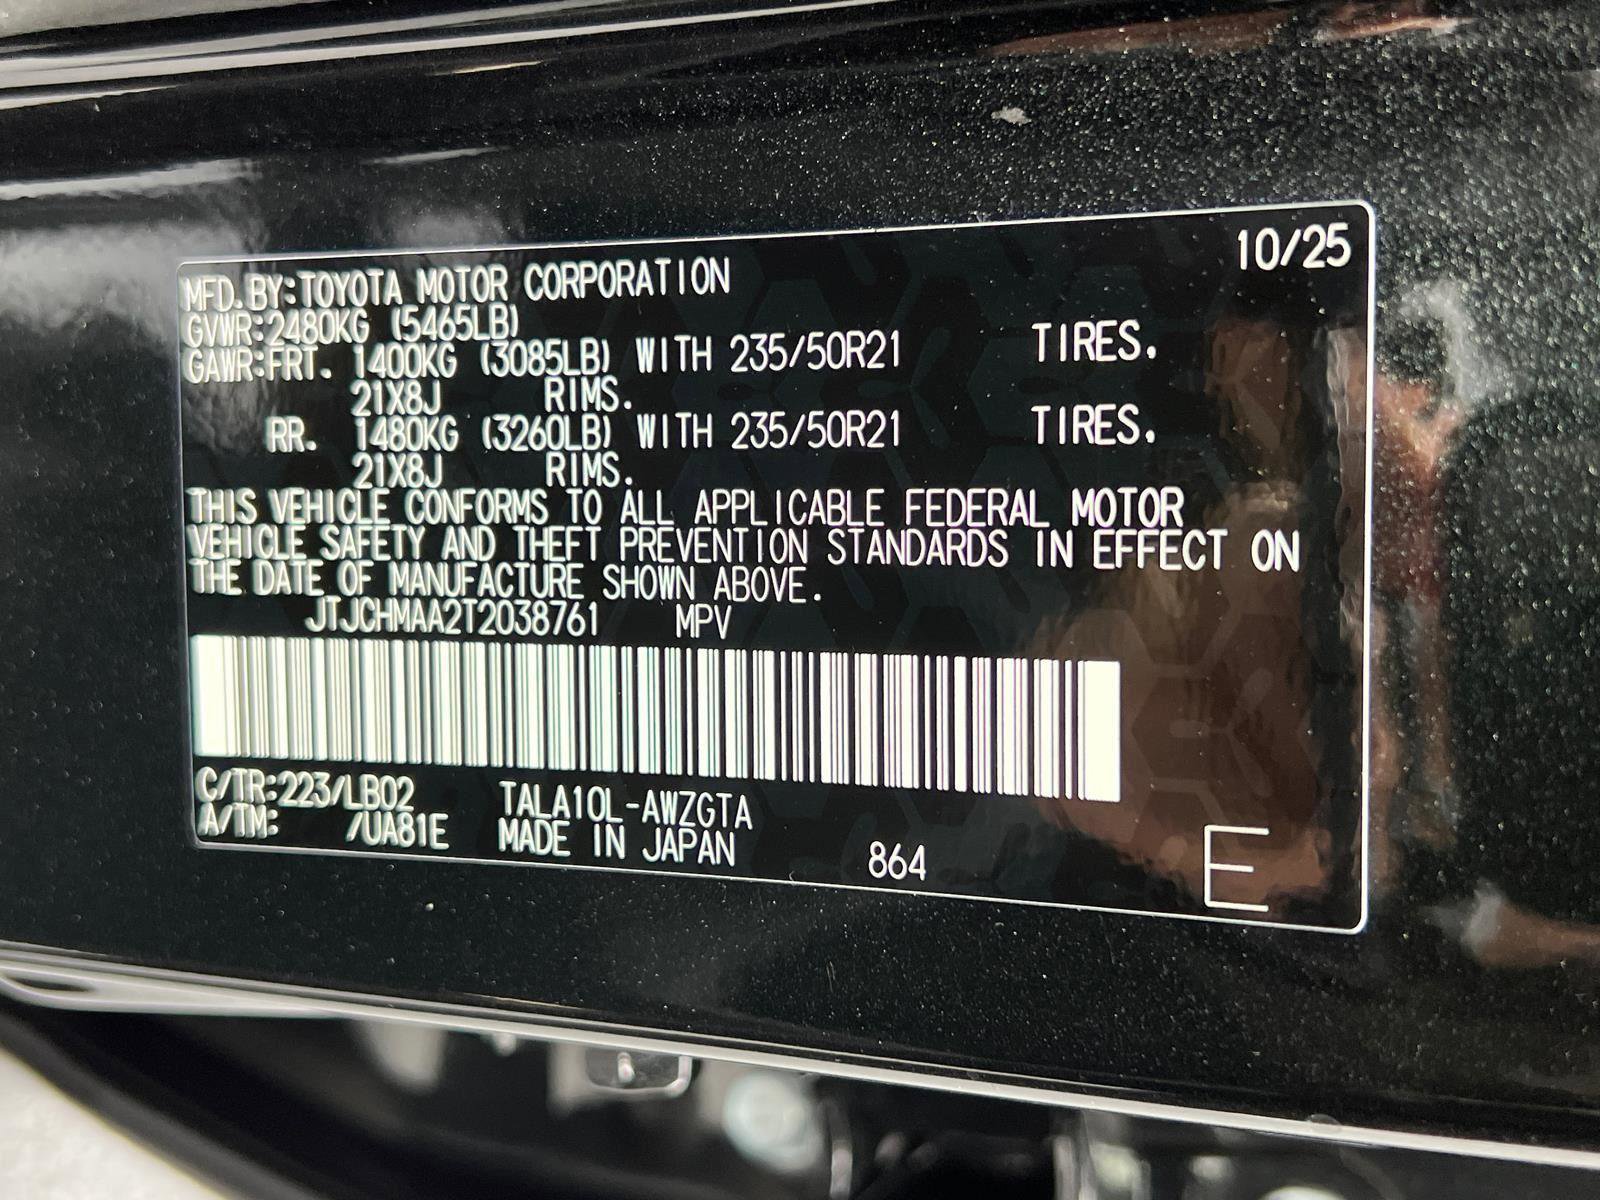 10/25
MFD.BY:TOYOTA MOTOR CORPORATION
GVWR:2480KG (5465LB)
GAWR:FRT. 1400KG (3085LB) WITH 235/50R21 TIRES.
21X8J RIMS.
RR. 1480KG (3260LB) WITH 235/50R21 TIRES.
21X8J RIMS.
THIS VEHICLE CONFORMS TO ALL APPLICABLE FEDERAL MOTOR
VEHICLE SAFETY AND THEFT PREVENTION STANDARDS IN EFFECT ON
THE DATE OF MANUFACTURE SHOWN ABOVE.
JTJCHMAA2T2038761 MPV
C/TR:223/LB02 TALA10L-AWZGTA
A/TM: /UA81E MADE IN JAPAN 864
E